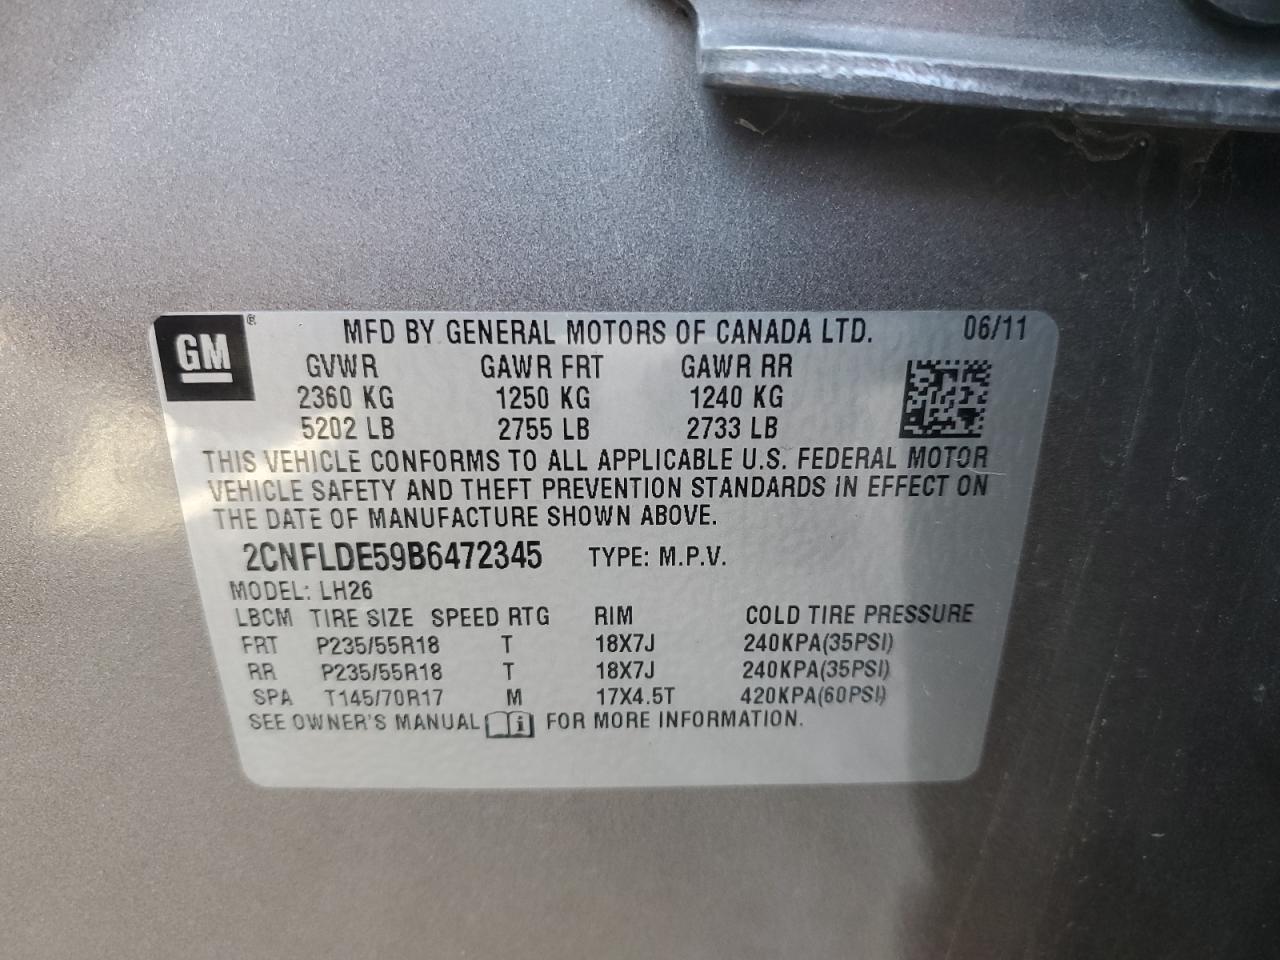 GM ® MFD BY GENERAL MOTORS OF CANADA LTD. 06/11
GVWR GAWR FRT GAWR RR
2360 KG 1250 KG 1240 KG
5202 LB 2755 LB 2733 LB
THIS VEHICLE CONFORMS TO ALL APPLICABLE U.S. FEDERAL MOTOR
VEHICLE SAFETY AND THEFT PREVENTION STANDARDS IN EFFECT ON
THE DATE OF MANUFACTURE SHOWN ABOVE.
2CNFLDE59B6472345 TYPE: M.P.V.
MODEL: LH26
LBCM TIRE SIZE SPEED RTG RIM COLD TIRE PRESSURE
FRT P235/55R18 T 18X7J 240KPA(35PSI)
RR P235/55R18 T 18X7J 240KPA(35PSI)
SPA T145/70R17 M 17X4.5T 420KPA(60PSI)
SEE OWNER'S MANUAL i FOR MORE INFORMATION.